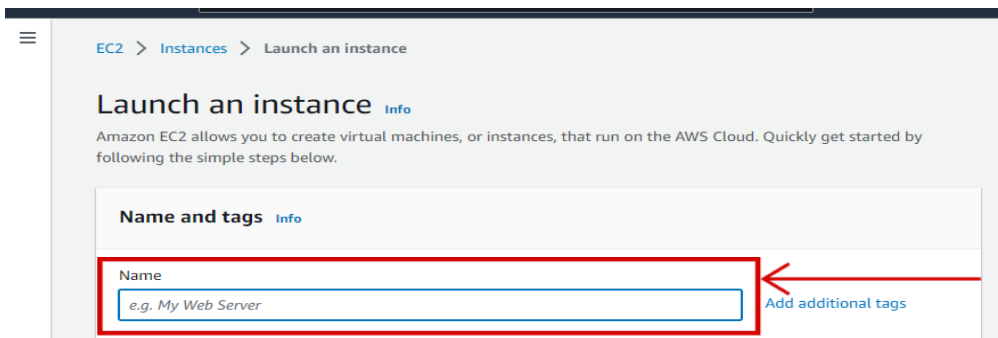 EC2 > Instances > Launch an instance
Launch an instance Info
Amazon EC2 allows you to create virtual machines, or instances, that run on the AWS Cloud. Quickly get started by
following the simple steps below.
Name and tags Info
Name
e.g. My Web Server
Add additional tags